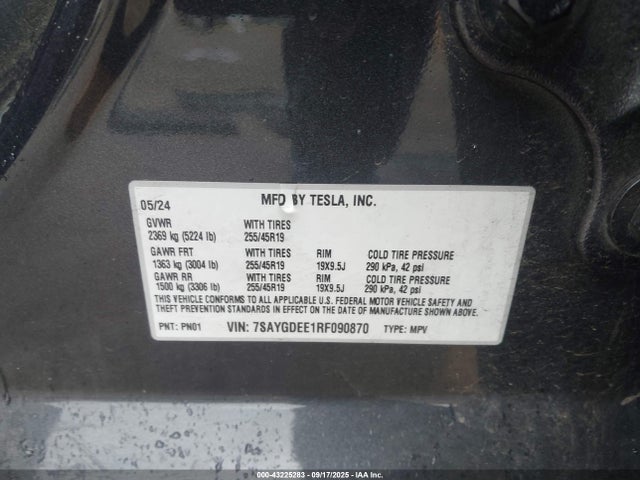 05/24 MFD BY TESLA, INC.
GVWR WITH TIRES
2369 kg (5224 lb) 255/45R19
GAWR FRT WITH TIRES RIM COLD TIRE PRESSURE
1363 kg (3004 lb) 255/45R19 19X9.5J 290 kPa, 42 psi
GAWR RR WITH TIRES RIM COLD TIRE PRESSURE
1500 kg (3306 lb) 255/45R19 19X9.5J 290 kPa, 42 psi
THIS VEHICLE CONFORMS TO ALL APPLICABLE U.S. FEDERAL MOTOR VEHICLE SAFETY AND
THEFT PREVENTION STANDARDS IN EFFECT ON THE DATE OF MANUFACTURE SHOWN ABOVE.
PNT: PN01 VIN: 7SAYGDEE1RF090870 TYPE: MPV
000-43225283 - 09/17/2025 - IAA Inc.